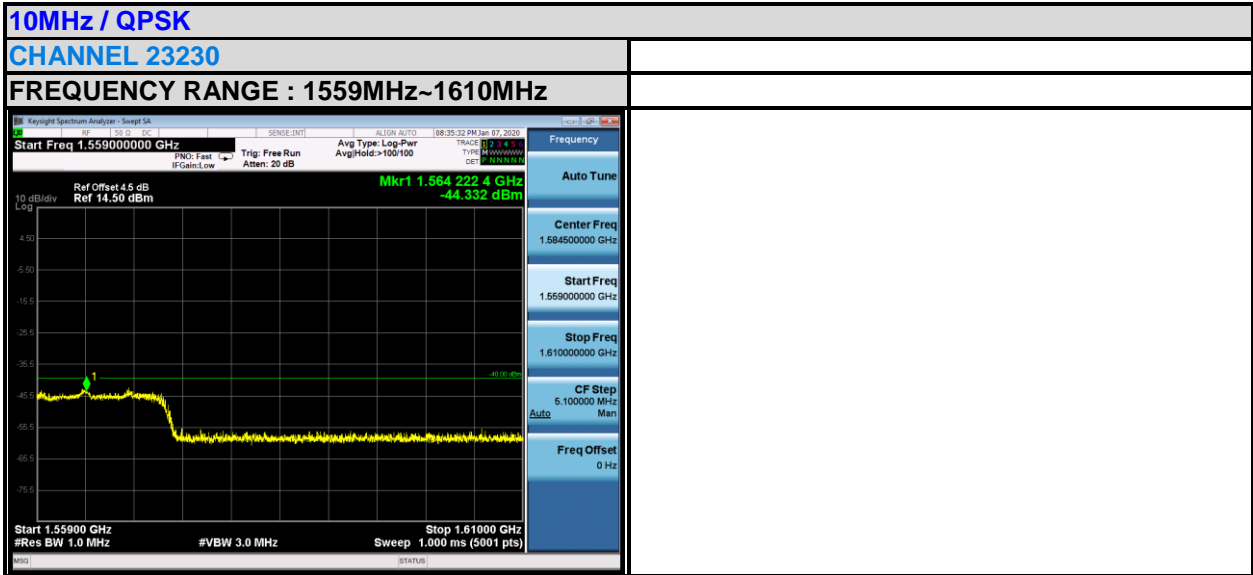 10MHz / QPSK
CHANNEL 23230
FREQUENCY RANGE : 1559MHz~1610MHz
Keysight Spectrum Analyzer - Swept SA
RF 50 Ω DC SENSE:INT ALIGN AUTO 08:35:32 PM Jan 07, 2020
Start Freq 1.559000000 GHz
PNO: Fast
IFGain:Low
Trig: Free Run
Atten: 20 dB
Avg Type: Log-Pwr
Avg|Hold:>100/100
TRACE 1 2 3 4 5 6
TYPE M W W W W W
DET P N N N N N
Frequency
Auto Tune
Center Freq
1.584500000 GHz
Start Freq
1.559000000 GHz
Stop Freq
1.610000000 GHz
CF Step
5.100000 MHz
Auto Man
Freq Offset
0 Hz
Mkr1 1.564 222 4 GHz
-44.332 dBm
Ref Offset 4.5 dB
10 dB/div Ref 14.50 dBm
Log
4.50
-5.50
-15.5
-25.5
-35.5
-40.00 dBm
1
-45.5
-55.5
-65.5
-75.5
Start 1.55900 GHz Stop 1.61000 GHz
#Res BW 1.0 MHz #VBW 3.0 MHz Sweep 1.000 ms (5001 pts)
MSG STATUS